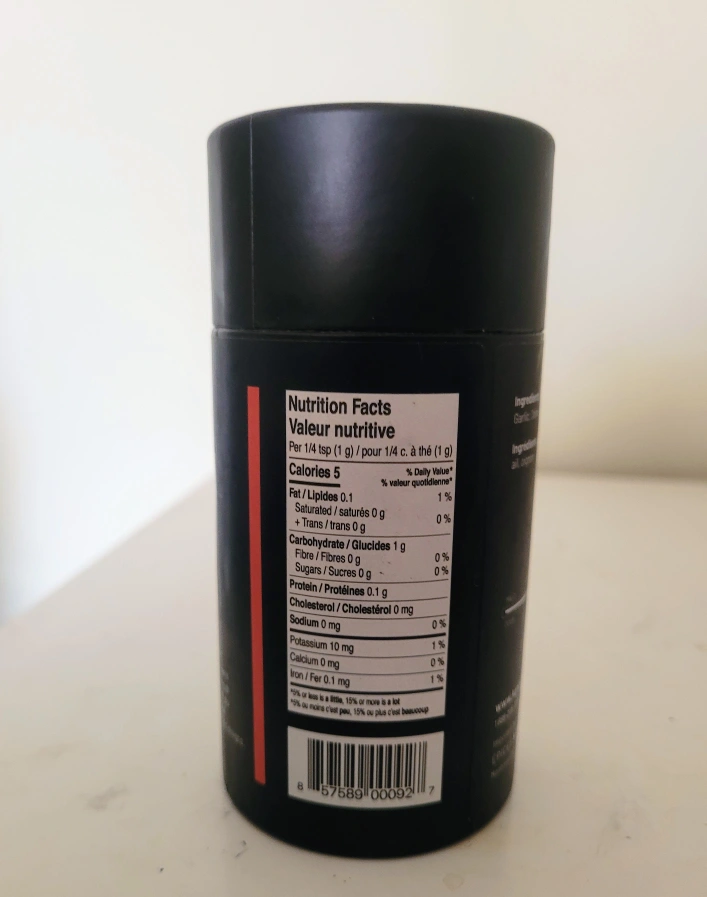 Nutrition Facts
Valeur nutritive
Per 1/4 tsp (1 g) / pour 1/4 c. à thé (1 g)
Calories 5
% Daily Value*
% valeur quotidienne*
Fat / Lipides 0.1 1 %
Saturated / saturés 0 g
+ Trans / trans 0 g 0 %
Carbohydrate / Glucides 1 g
Fibre / Fibres 0 g 0 %
Sugars / Sucres 0 g 0 %
Protein / Protéines 0.1 g
Cholesterol / Cholestérol 0 mg
Sodium 0 mg 0 %
Potassium 10 mg 1 %
Calcium 0 mg 0 %
Iron / Fer 0.1 mg 1 %
*5% or less is a little, 15% or more is a lot
*5% ou moins c'est peu, 15% ou plus c'est beaucoup
8 57589 00092 7
Garlic,